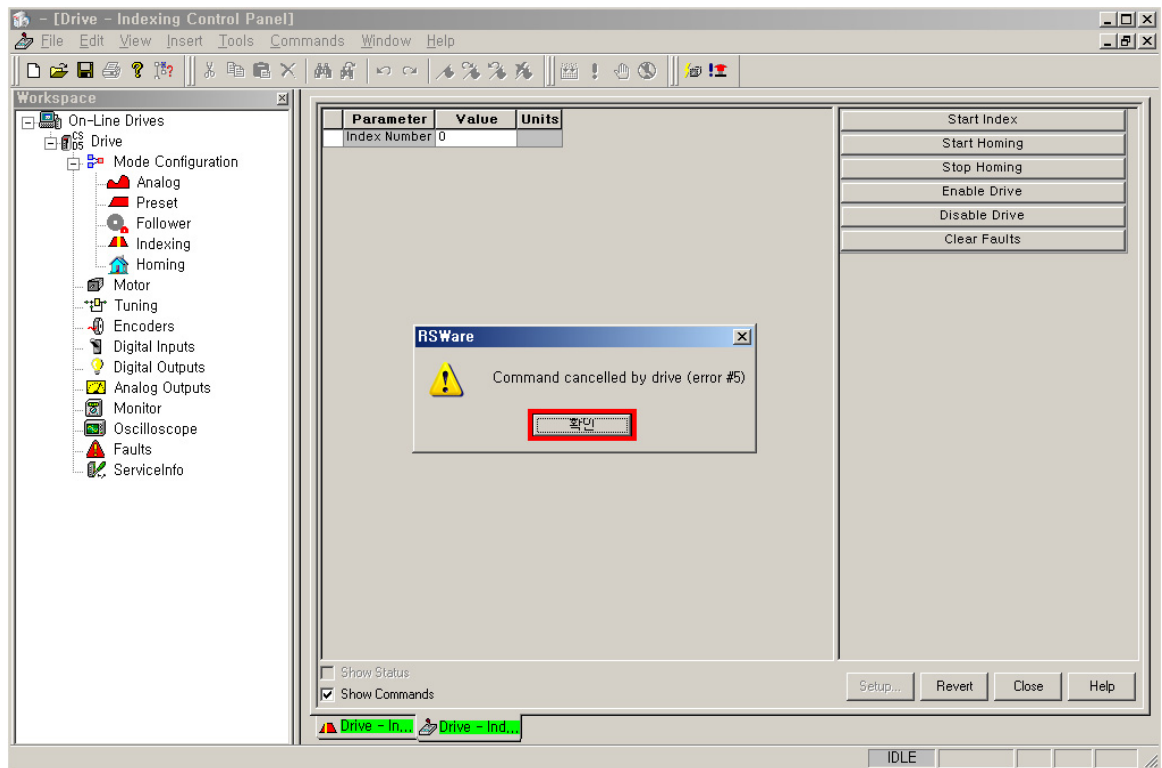 - [Drive - Indexing Control Panel]
File Edit View Insert Tools Commands Window Help
Workspace
On-Line Drives
CS D5 Drive
Mode Configuration
Analog
Preset
Follower
Indexing
Homing
Motor
Tuning
Encoders
Digital Inputs
Digital Outputs
Analog Outputs
Monitor
Oscilloscope
Faults
ServiceInfo
Parameter Value Units
Index Number 0
Start Index
Start Homing
Stop Homing
Enable Drive
Disable Drive
Clear Faults
RSWare
Command cancelled by drive (error #5)
확인
Show Status
Show Commands
Setup... Revert Close Help
Drive - In... Drive - Ind...
IDLE